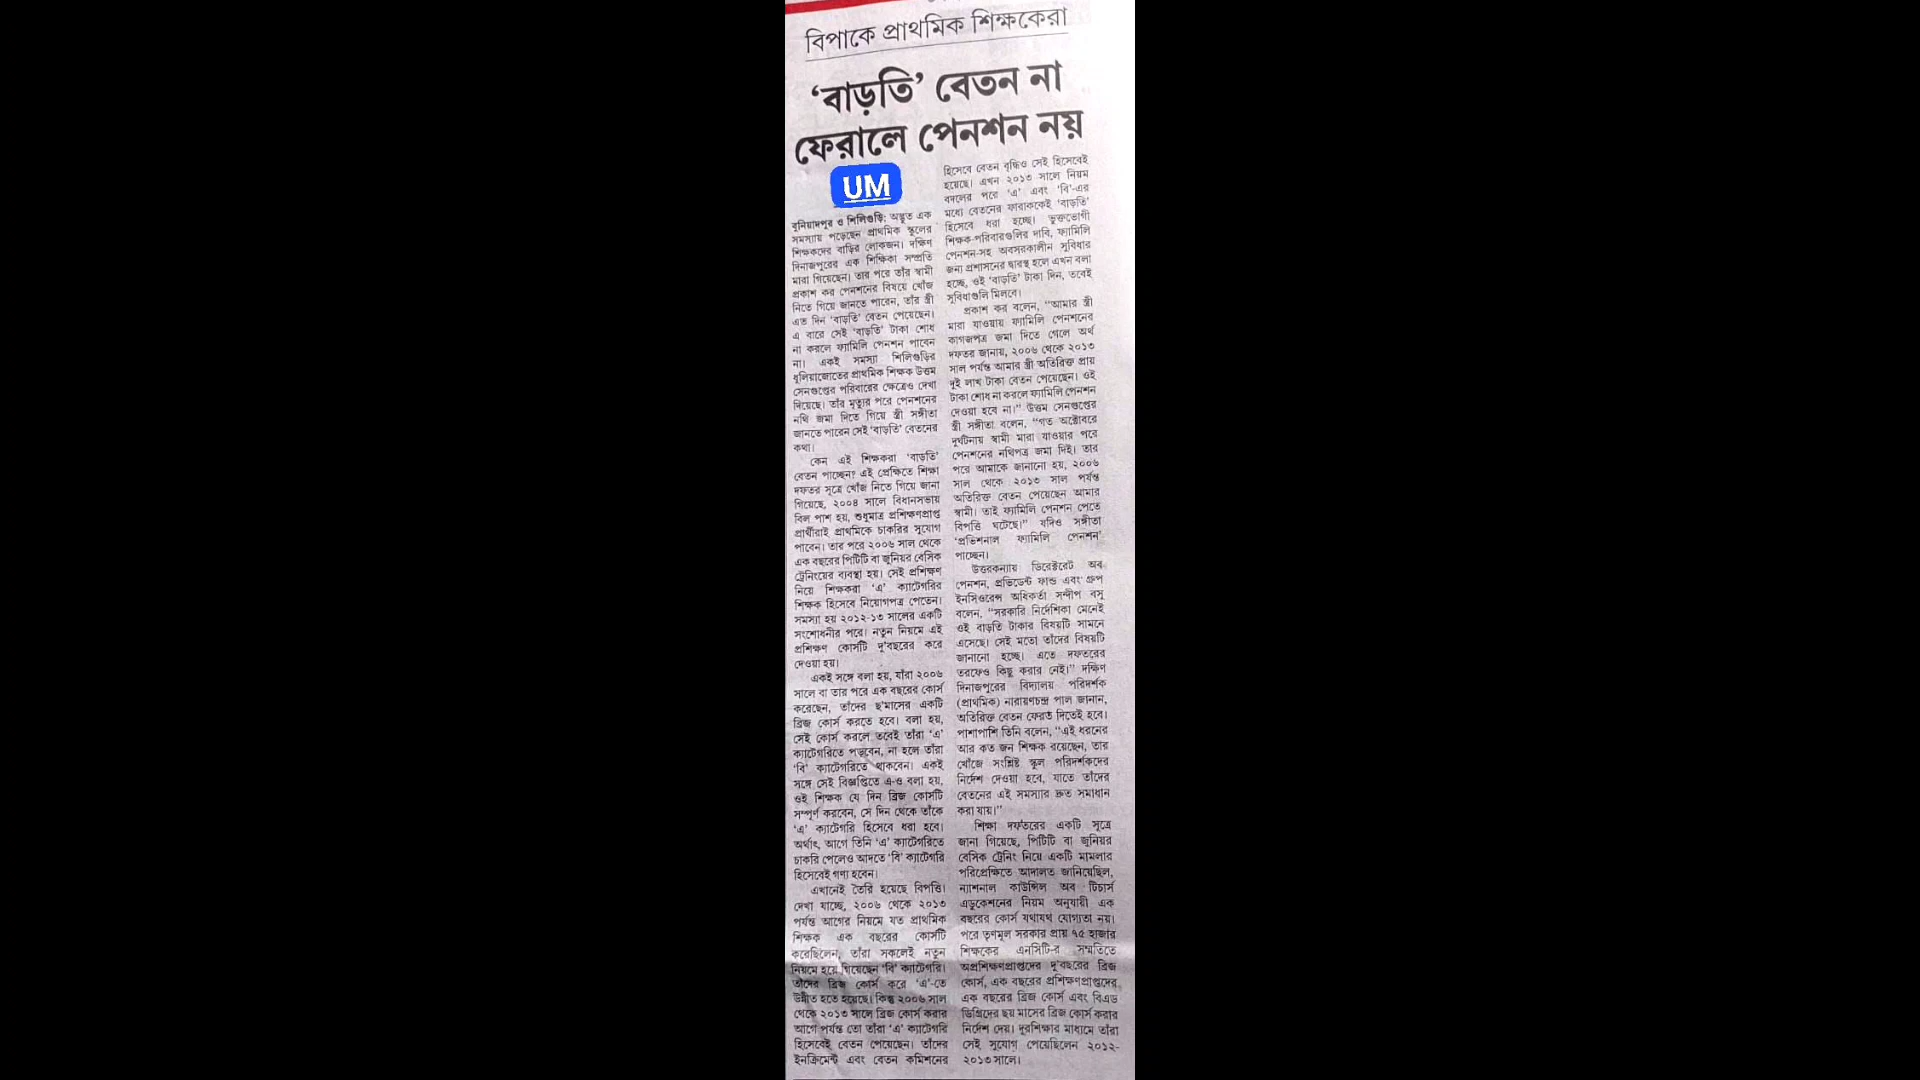 বিপাকে প্রাথমিক শিক্ষকেরা
‘বাড়তি’ বেতন না
ফেরালে পেনশন নয়
UM
বুনিয়াদপুর ও শিলিগুড়ি: অদ্ভুত এক
সমস্যায় পড়েছেন প্রাথমিক স্কুলের
শিক্ষকদের বাড়ির লোকজন। দক্ষিণ
দিনাজপুরের এক শিক্ষিকা সম্প্রতি
মারা গিয়েছেন। তার পরে তাঁর স্বামী
প্রকাশ কর পেনশনের বিষয়ে খোঁজ
নিতে গিয়ে জানতে পারেন, তাঁর স্ত্রী
এত দিন ‘বাড়তি’ বেতন পেয়েছেন।
এ বারে সেই ‘বাড়তি’ টাকা শোধ
না করলে ফ্যামিলি পেনশন পাবেন
না। একই সমস্যা শিলিগুড়ির
ধুলিয়াজোতের প্রাথমিক শিক্ষক উত্তম
সেনগুপ্তের পরিবারের ক্ষেত্রেও দেখা
দিয়েছে। তাঁর মৃত্যুর পরে পেনশনের
নথি জমা দিতে গিয়ে স্ত্রী সঙ্গীতা
জানতে পারেন সেই ‘বাড়তি’ বেতনের
কথা।
কেন এই শিক্ষকরা ‘বাড়তি’
বেতন পাচ্ছেন? এই প্রেক্ষিতে শিক্ষা
দফতর সূত্রে খোঁজ নিতে গিয়ে জানা
গিয়েছে, ২০০৪ সালে বিধানসভায়
বিল পাশ হয়, শুধুমাত্র প্রশিক্ষণপ্রাপ্ত
প্রার্থীরাই প্রাথমিকে চাকরির সুযোগ
পাবেন। তার পরে ২০০৬ সাল থেকে
এক বছরের পিটিটি বা জুনিয়র বেসিক
ট্রেনিংয়ের ব্যবস্থা হয়। সেই প্রশিক্ষণ
নিয়ে শিক্ষকরা ‘এ’ ক্যাটেগরির
শিক্ষক হিসেবে নিয়োগপত্র পেতেন।
সমস্যা হয় ২০১২-১৩ সালের একটি
সংশোধনীর পরে। নতুন নিয়মে এই
প্রশিক্ষণ কোর্সটি দু’বছরের করে
দেওয়া হয়।
একই সঙ্গে বলা হয়, যাঁরা ২০০৬
সালে বা তার পরে এক বছরের কোর্স
করেছেন, তাঁদের ছ’মাসের একটি
ব্রিজ কোর্স করতে হবে। বলা হয়,
সেই কোর্স করলে তবেই তাঁরা ‘এ’
ক্যাটেগরিতে পড়বেন, না হলে তাঁরা
‘বি’ ক্যাটেগরিতে থাকবেন। একই
সঙ্গে সেই বিজ্ঞপ্তিতে এ-ও বলা হয়,
ওই শিক্ষক যে দিন ব্রিজ কোর্সটি
সম্পূর্ণ করবেন, সে দিন থেকে তাঁকে
‘এ’ ক্যাটেগরি হিসেবে ধরা হবে।
অর্থাৎ, আগে তিনি ‘এ’ ক্যাটেগরিতে
চাকরি পেলেও আদতে ‘বি’ ক্যাটেগরি
হিসেবেই গণ্য হবেন।
এখানেই তৈরি হয়েছে বিপত্তি।
দেখা যাচ্ছে, ২০০৬ থেকে ২০১৩
পর্যন্ত আগের নিয়মে যত প্রাথমিক
শিক্ষক এক বছরের কোর্সটি
করেছিলেন, তাঁরা সকলেই নতুন
নিয়মে হয়ে গিয়েছেন ‘বি’ ক্যাটেগরি।
তাঁদের ব্রিজ কোর্স করে ‘এ’-তে
উন্নীত হতে হয়েছে। কিন্তু ২০০৬ সাল
থেকে ২০১৩ সালে ব্রিজ কোর্স করার
আগে পর্যন্ত তো তাঁরা ‘এ’ ক্যাটেগরি
হিসেবেই বেতন পেয়েছেন। তাঁদের
ইনক্রিমেন্ট এবং বেতন কমিশনের
হিসেবে বেতন বৃদ্ধিও সেই হিসেবেই
হয়েছে। এখন ২০১৩ সালে নিয়ম
বদলের পরে ‘এ’ এবং ‘বি’-এর
মধ্যে বেতনের ফারাককেই ‘বাড়তি’
হিসেবে ধরা হচ্ছে। ভুক্তভোগী
শিক্ষক-পরিবারগুলির দাবি, ফ্যামিলি
পেনশন-সহ অবসরকালীন সুবিধার
জন্য প্রশাসনের দ্বারস্থ হলে এখন বলা
হচ্ছে, ওই ‘বাড়তি’ টাকা দিন, তবেই
সুবিধাগুলি মিলবে।
প্রকাশ কর বলেন, ‘‘আমার স্ত্রী
মারা যাওয়ায় ফ্যামিলি পেনশনের
কাগজপত্র জমা দিতে গেলে অর্থ
দফতর জানায়, ২০০৬ থেকে ২০১৩
সাল পর্যন্ত আমার স্ত্রী অতিরিক্ত প্রায়
দুই লাখ টাকা বেতন পেয়েছেন। ওই
টাকা শোধ না করলে ফ্যামিলি পেনশন
দেওয়া হবে না।’’ উত্তম সেনগুপ্তের
স্ত্রী সঙ্গীতা বলেন, ‘‘গত অক্টোবরে
দুর্ঘটনায় স্বামী মারা যাওয়ার পরে
পেনশনের নথিপত্র জমা দিই। তার
পরে আমাকে জানানো হয়, ২০০৬
সাল থেকে ২০১৩ সাল পর্যন্ত
অতিরিক্ত বেতন পেয়েছেন আমার
স্বামী। তাই ফ্যামিলি পেনশন পেতে
বিপত্তি ঘটেছে।’’ যদিও সঙ্গীতা
‘প্রভিশনাল ফ্যামিলি পেনশন’
পাচ্ছেন।
উত্তরকন্যায় ডিরেক্টরেট অব
পেনশন, প্রভিডেন্ট ফান্ড এবং গ্রুপ
ইনসিওরেন্স অধিকর্তা সন্দীপ বসু
বলেন, ‘‘সরকারি নির্দেশিকা মেনেই
ওই বাড়তি টাকার বিষয়টি সামনে
এসেছে। সেই মতো তাঁদের বিষয়টি
জানানো হচ্ছে। এতে দফতরের
তরফেও কিছু করার নেই।’’ দক্ষিণ
দিনাজপুরের বিদ্যালয় পরিদর্শক
(প্রাথমিক) নারায়ণচন্দ্র পাল জানান,
অতিরিক্ত বেতন ফেরত দিতেই হবে।
পাশাপাশি তিনি বলেন, ‘‘এই ধরনের
আর কত জন শিক্ষক রয়েছেন, তার
খোঁজে সংশ্লিষ্ট স্কুল পরিদর্শকদের
নির্দেশ দেওয়া হবে, যাতে তাঁদের
বেতনের এই সমস্যার দ্রুত সমাধান
করা যায়।’’
শিক্ষা দফতরের একটি সূত্রে
জানা গিয়েছে, পিটিটি বা জুনিয়র
বেসিক ট্রেনিং নিয়ে একটি মামলার
পরিপ্রেক্ষিতে আদালত জানিয়েছিল,
ন্যাশনাল কাউন্সিল অব টিচার্স
এডুকেশনের নিয়ম অনুযায়ী এক
বছরের কোর্স যথাযথ যোগ্যতা নয়।
পরে তৃণমূল সরকার প্রায় ৭৫ হাজার
শিক্ষকের এনসিটি-র সম্মতিতে
অপ্রশিক্ষণপ্রাপ্তদের দু’বছরের ব্রিজ
কোর্স, এক বছরের প্রশিক্ষণপ্রাপ্তদের
এক বছরের ব্রিজ কোর্স এবং বিএড
ডিগ্রিদের ছয় মাসের ব্রিজ কোর্স করার
নির্দেশ দেয়। দূরশিক্ষার মাধ্যমে তাঁরা
সেই সুযোগ পেয়েছিলেন ২০১২-
২০১৩ সালে।